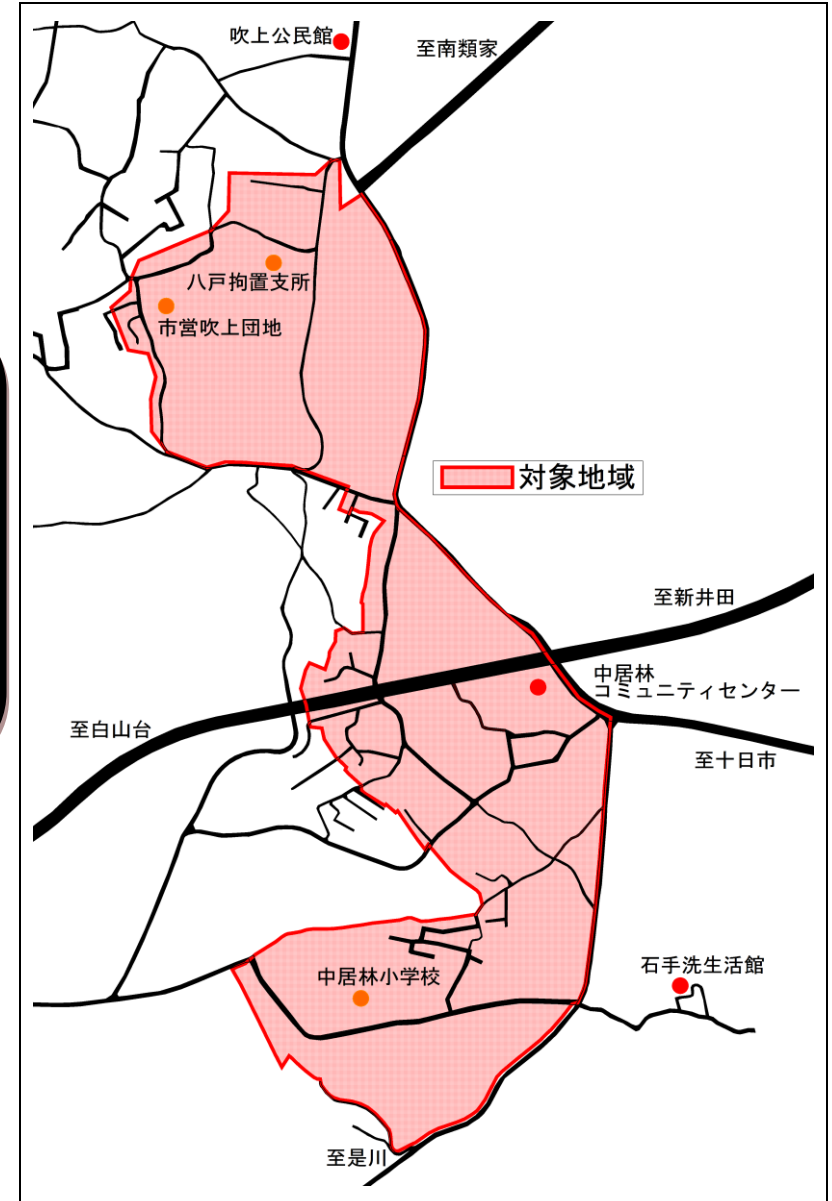 吹上公民館
至南類家
八戸拘置支所
市営吹上団地
対象地域
至新井田
中居林
コミュニティセンター
至白山台
至十日市
石手洗生活館
中居林小学校
至是川